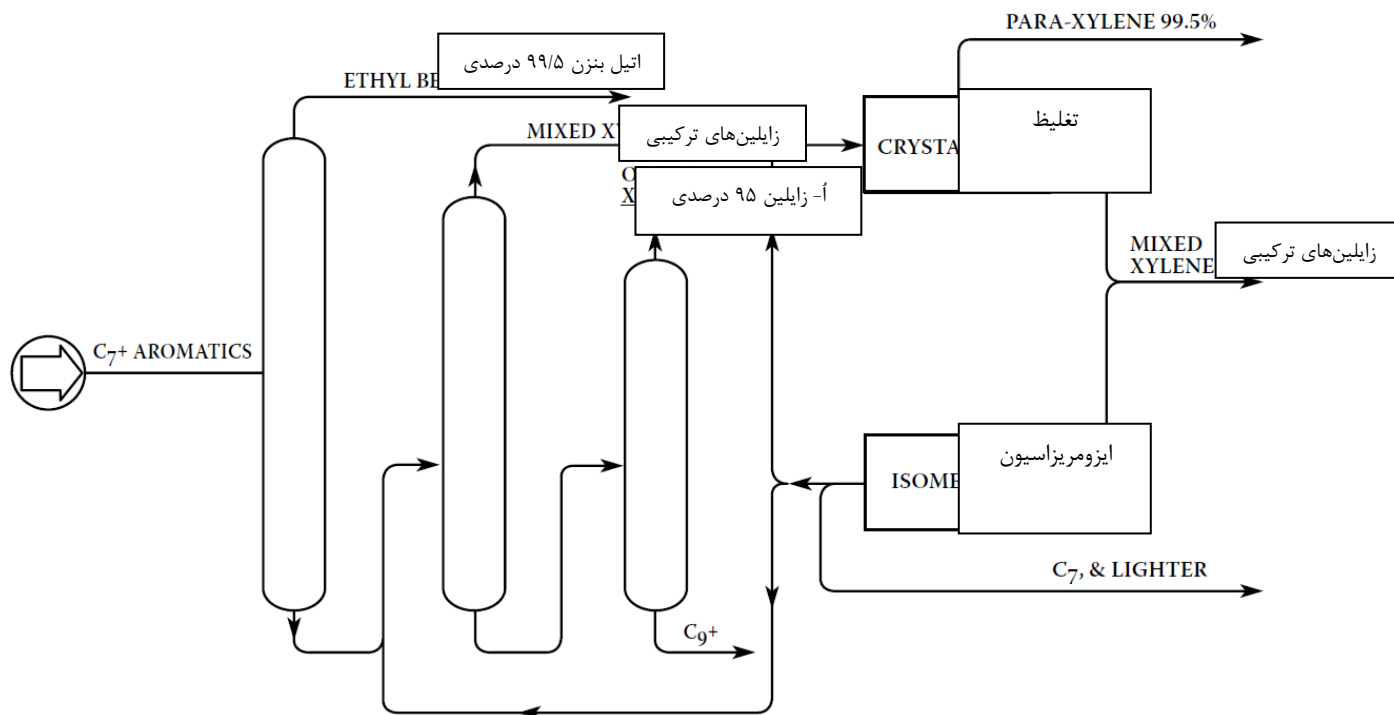 PARA-XYLENE 99.5%
ETHYL BE
اتیل بنزن ۹۹/۵ درصدی
MIXED XY
زایلین‌های ترکیبی
CRYSTA
تغلیظ
O
X
اُ- زایلین ۹۵ درصدی
MIXED
XYLENE
زایلین‌های ترکیبی
C7+ AROMATICS
ISOME
ایزومریزاسیون
C7, & LIGHTER
C9+